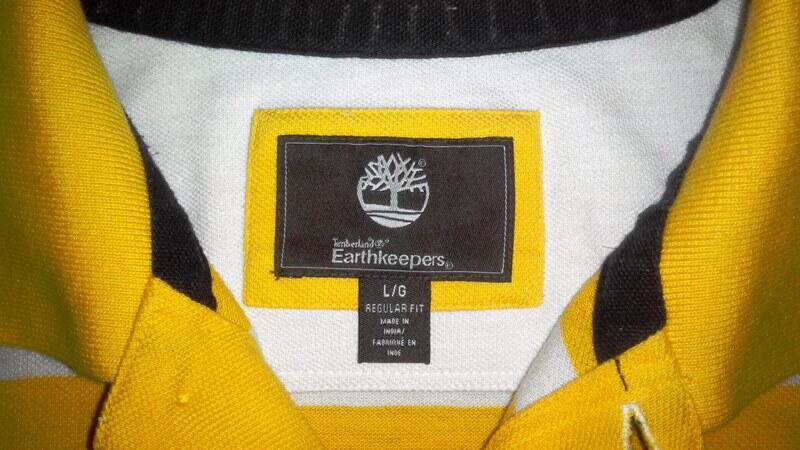 Timberland®
Earthkeepers®
L/G
REGULAR FIT
MADE IN
INDIA/
FABRIQUÉ EN
INDE